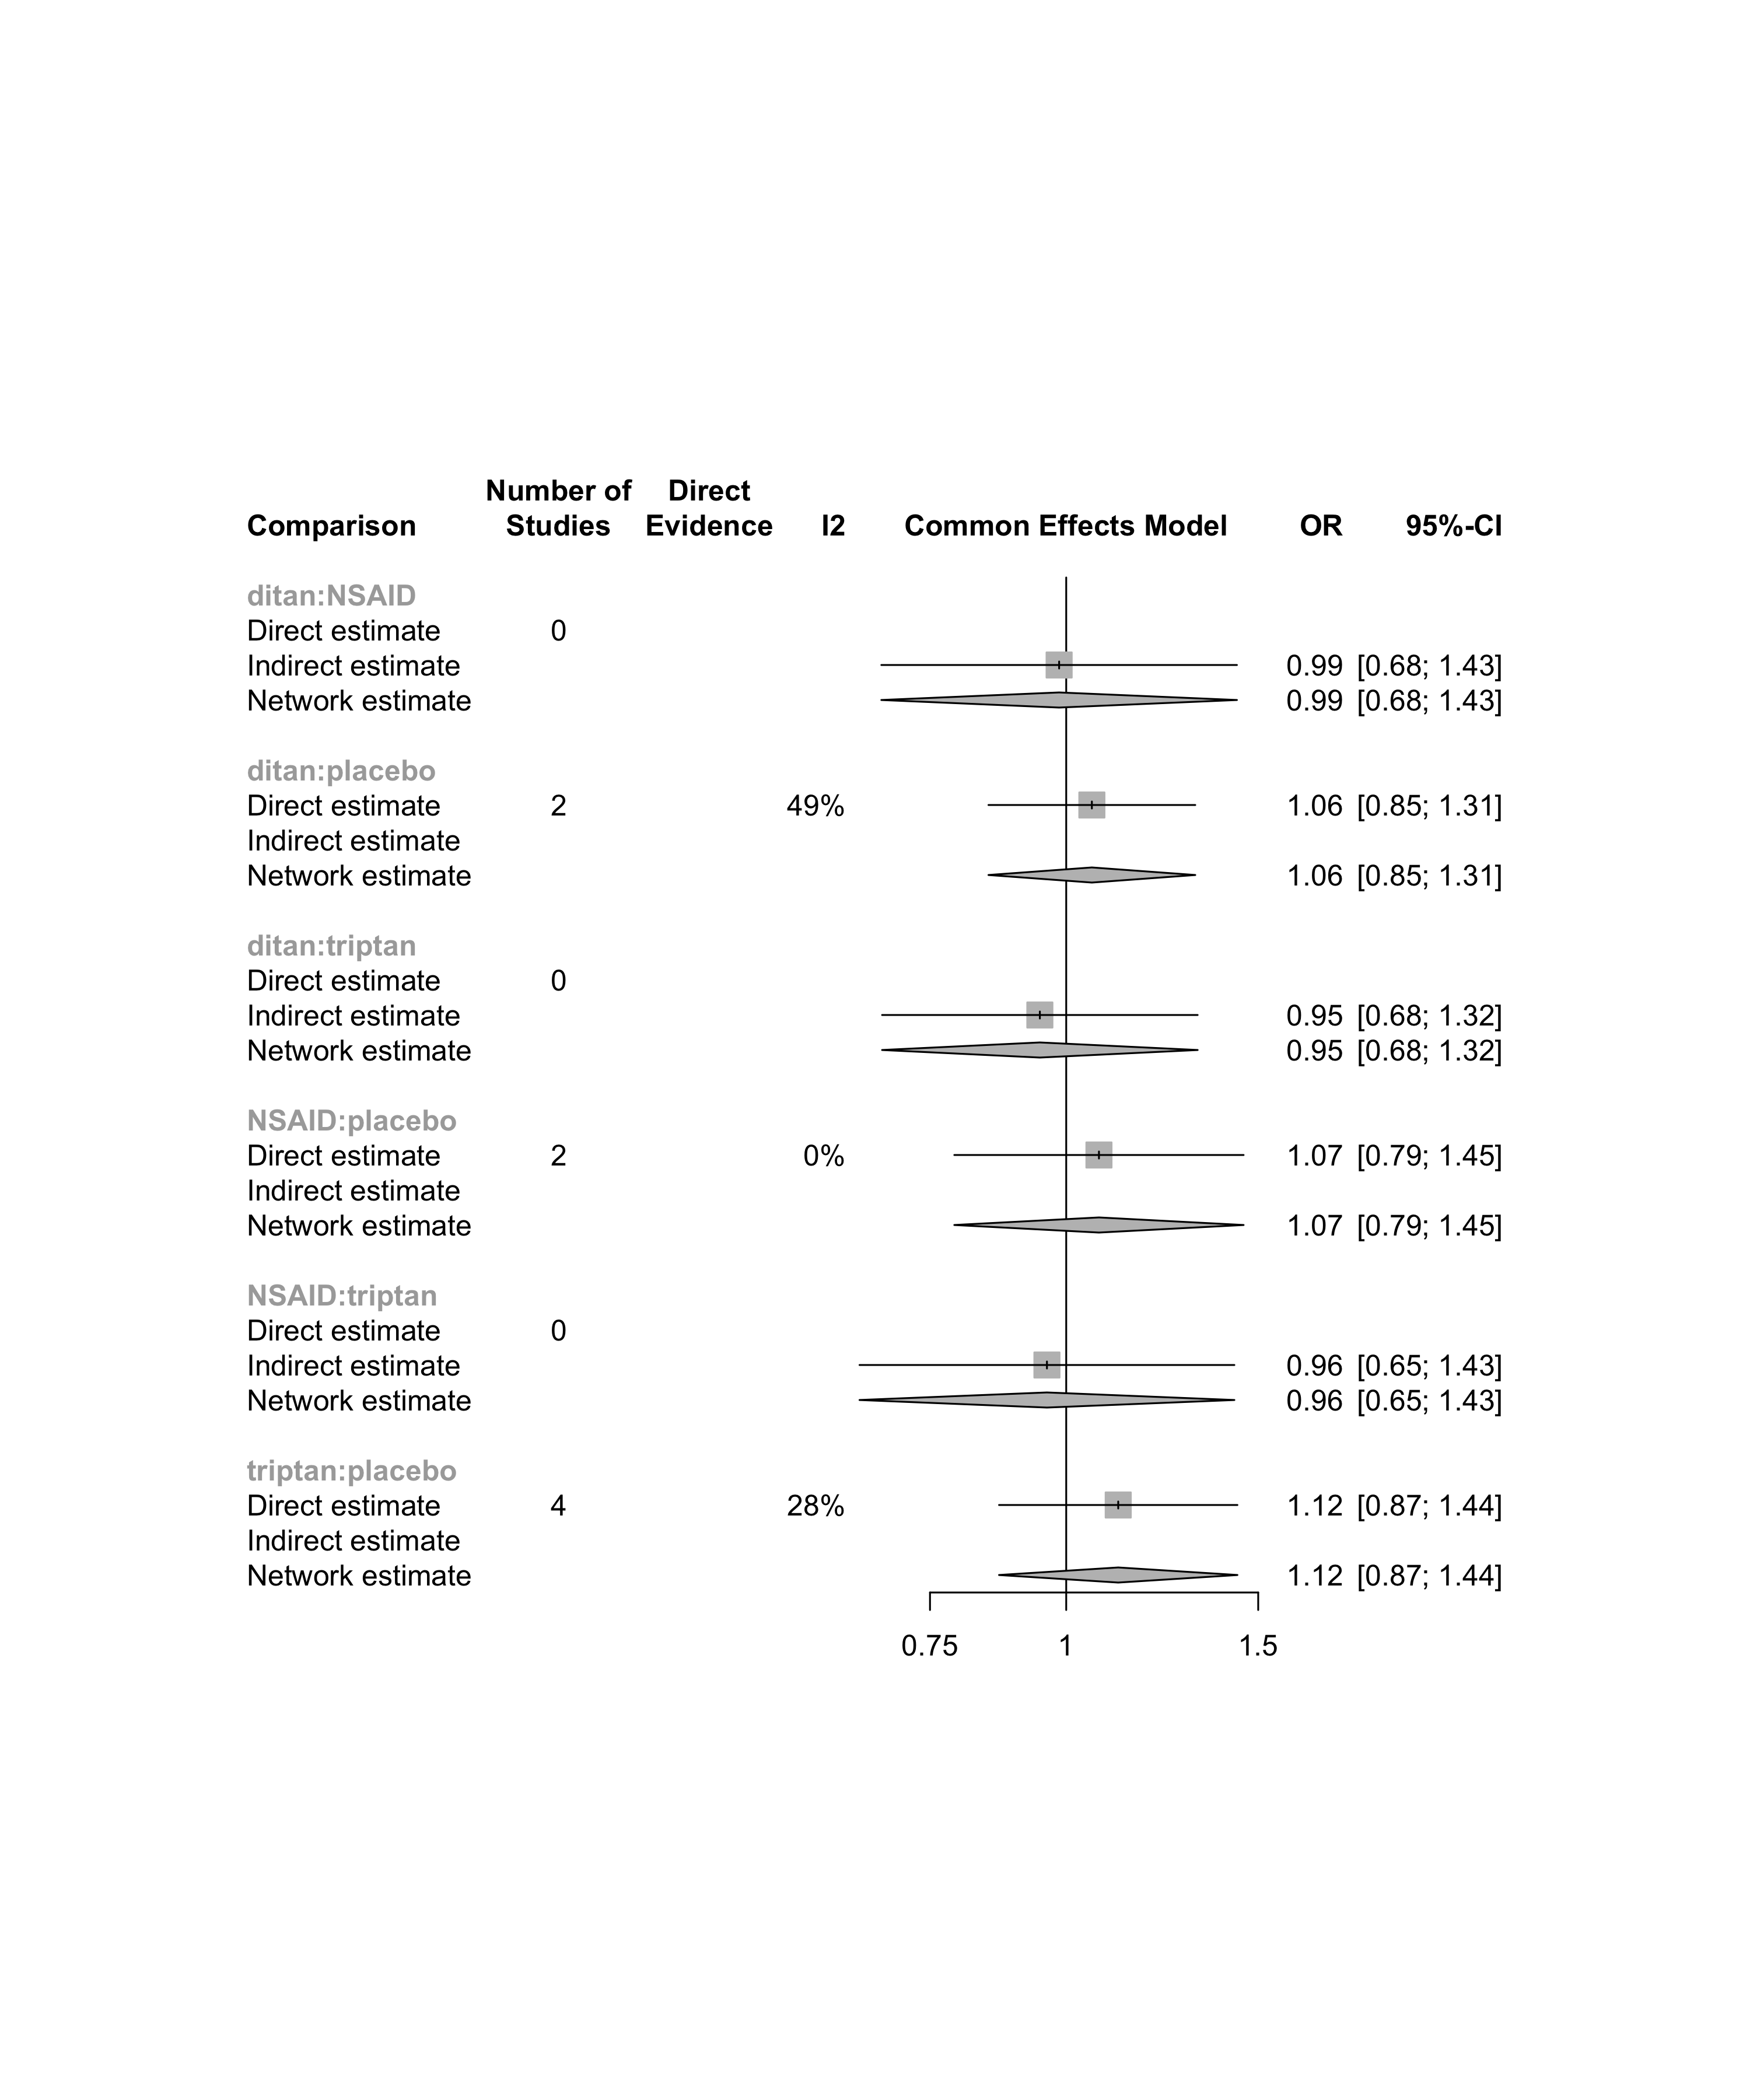 Number of Direct
Comparison Studies Evidence I2 Common Effects Model OR 95%-CI
ditan:NSAID
Direct estimate 0
Indirect estimate 0.99 [0.68; 1.43]
Network estimate 0.99 [0.68; 1.43]
ditan:placebo
Direct estimate 2 49% 1.06 [0.85; 1.31]
Indirect estimate
Network estimate 1.06 [0.85; 1.31]
ditan:triptan
Direct estimate 0
Indirect estimate 0.95 [0.68; 1.32]
Network estimate 0.95 [0.68; 1.32]
NSAID:placebo
Direct estimate 2 0% 1.07 [0.79; 1.45]
Indirect estimate
Network estimate 1.07 [0.79; 1.45]
NSAID:triptan
Direct estimate 0
Indirect estimate 0.96 [0.65; 1.43]
Network estimate 0.96 [0.65; 1.43]
triptan:placebo
Direct estimate 4 28% 1.12 [0.87; 1.44]
Indirect estimate
Network estimate 1.12 [0.87; 1.44]
0.75 1 1.5